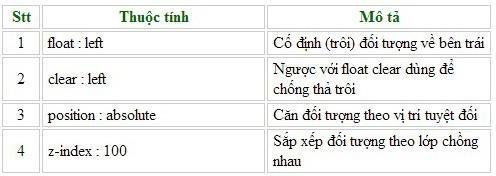 Stt Thuộc tính Mô tả
1 float : left Cố định (trôi) đối tượng về bên trái
2 clear : left Ngược với float clear dùng để
chống thả trôi
3 position : absolute Căn đối tượng theo vị trí tuyệt đối
4 z-index : 100 Sắp xếp đối tượng theo lớp chồng
nhau